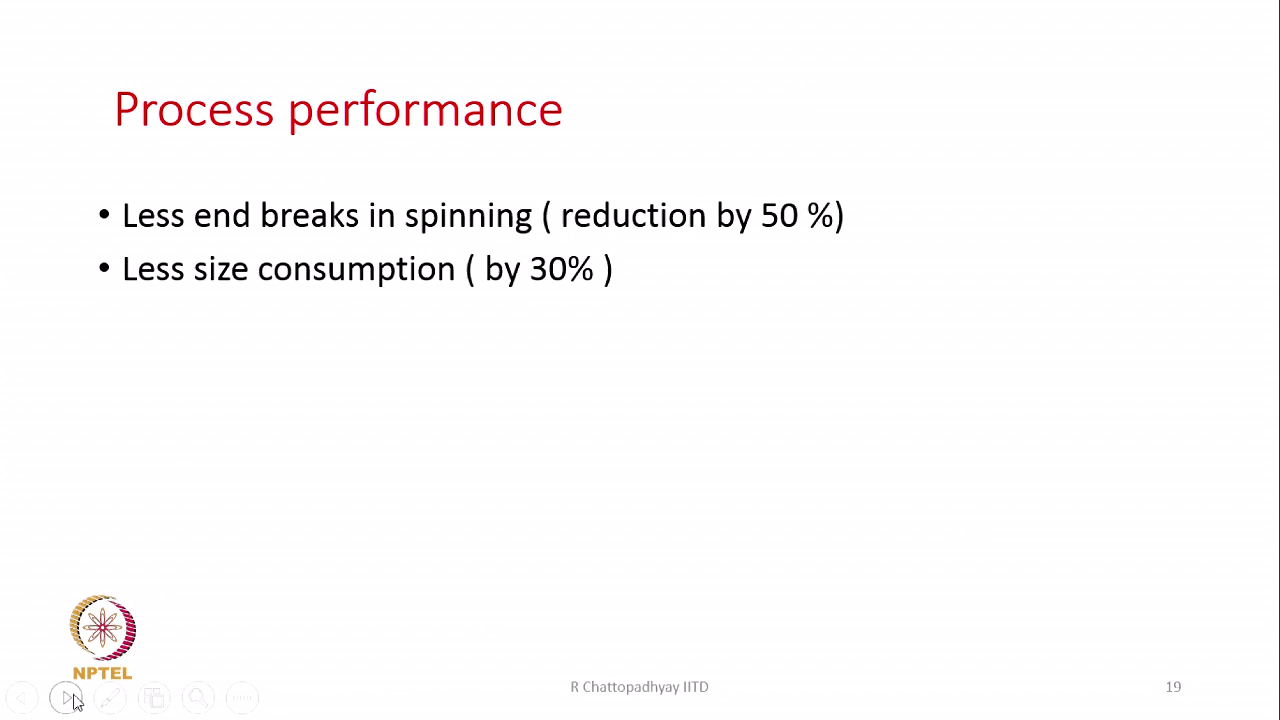 Process performance
• Less end breaks in spinning ( reduction by 50 %)
• Less size consumption ( by 30% )
NPTEL
R Chattopadhyay IITD
19